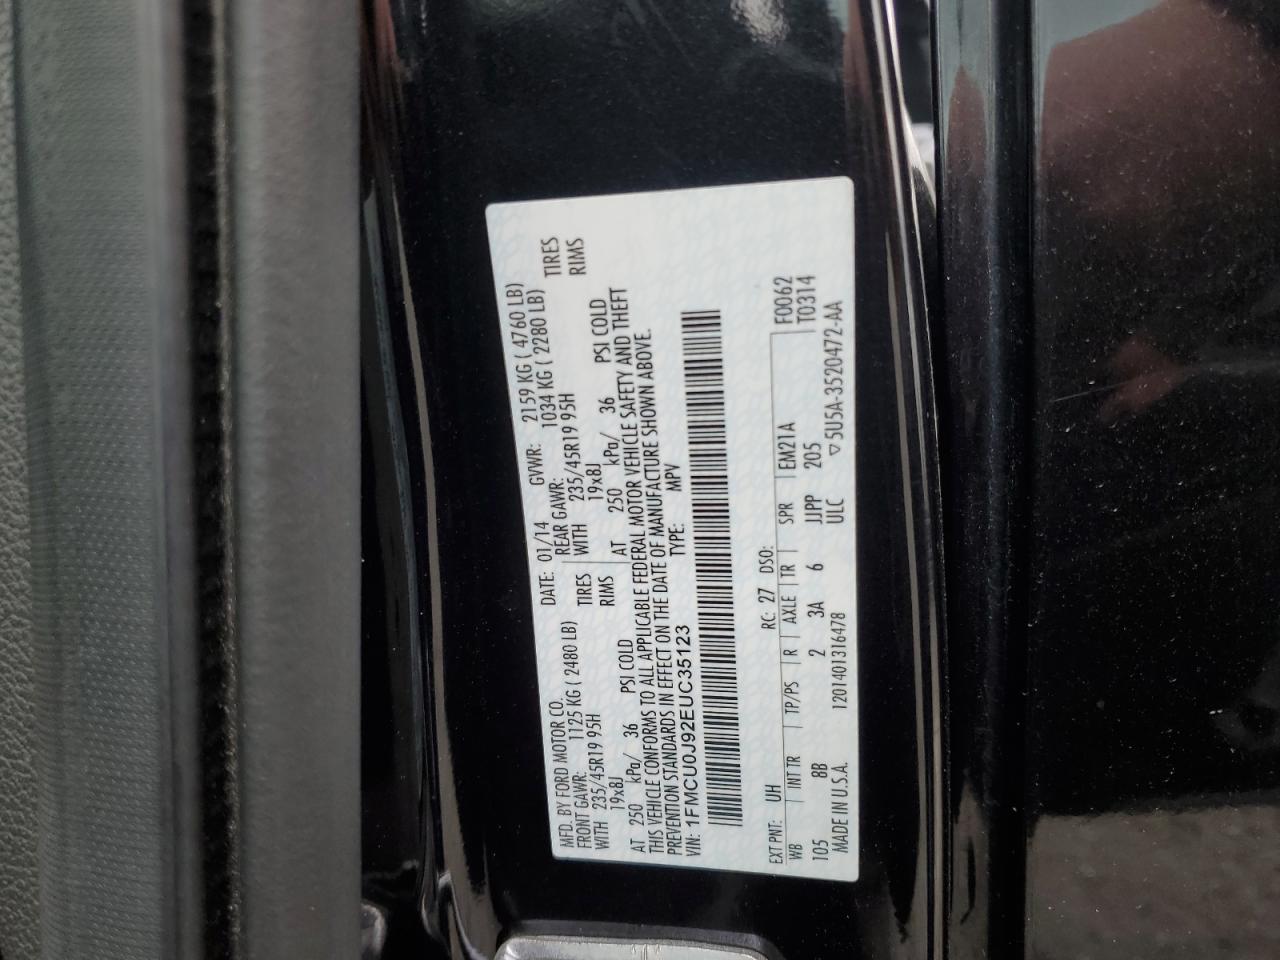 MFD. BY FORD MOTOR CO. DATE: 01/14 GVWR: 2159 KG ( 4760 LB)
FRONT GAWR: 1125 KG ( 2480 LB) REAR GAWR: 1034 KG ( 2280 LB)
WITH 235/45R19 95H TIRES WITH 235/45R19 95H TIRES
19x8J RIMS 19x8J RIMS
AT 250 kPa/ 36 PSI COLD AT 250 kPa/ 36 PSI COLD
THIS VEHICLE CONFORMS TO ALL APPLICABLE FEDERAL MOTOR VEHICLE SAFETY AND THEFT
PREVENTION STANDARDS IN EFFECT ON THE DATE OF MANUFACTURE SHOWN ABOVE.
VIN: 1FMCU0J92EUC35123 TYPE: MPV
EXT PNT: UH RC: 27 DSO: F0062
WB INT TR TP/PS R AXLE TR SPR EM21A T0314
105 8B 2 3A 6 JJPP 205
MADE IN U.S.A. 1201401316478 ULC ▽5U5A-3520472-AA